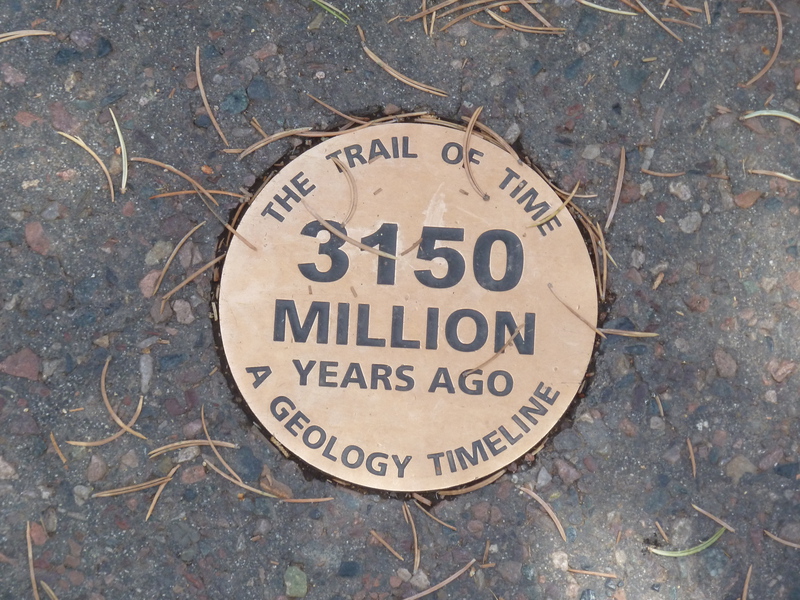 THE TRAIL OF TiME
3150
MILLION
YEARS AGO
A GEOLOGY TIMELINE